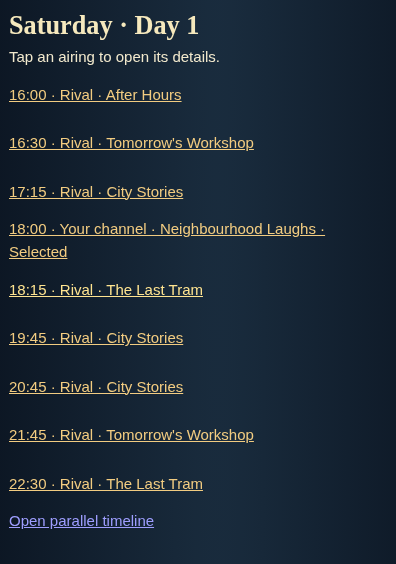 Saturday · Day 1
Tap an airing to open its details.
16:00 · Rival · After Hours
16:30 · Rival · Tomorrow's Workshop
17:15 · Rival · City Stories
18:00 · Your channel · Neighbourhood Laughs ·
Selected
18:15 · Rival · The Last Tram
19:45 · Rival · City Stories
20:45 · Rival · City Stories
21:45 · Rival · Tomorrow's Workshop
22:30 · Rival · The Last Tram
Open parallel timeline